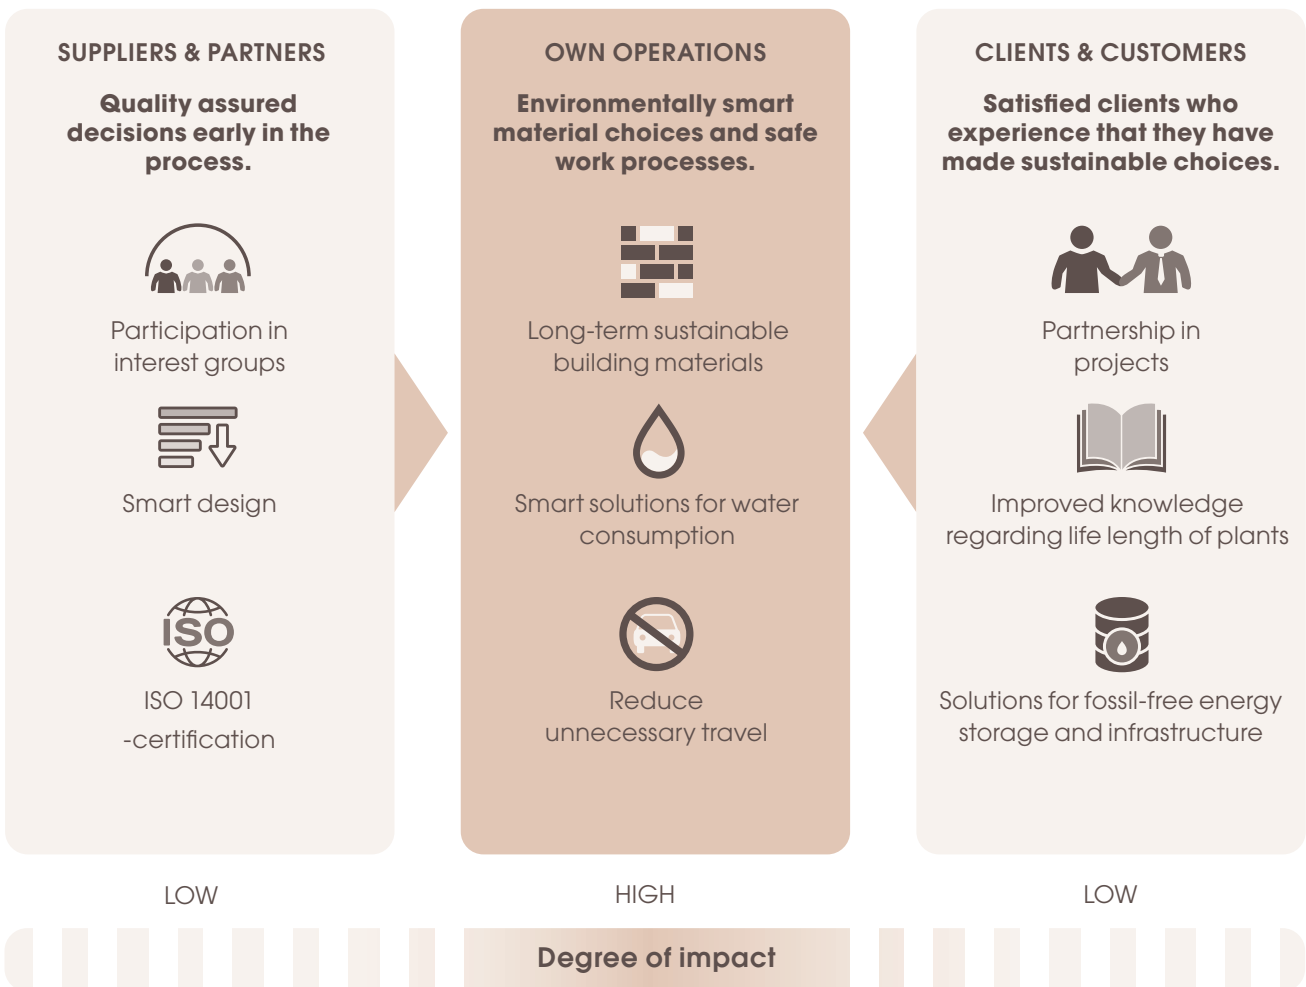 SUPPLIERS & PARTNERS
Quality assured
decisions early in the
process.
Participation in
interest groups
Smart design
ISO
ISO 14001
-certification
OWN OPERATIONS
Environmentally smart
material choices and safe
work processes.
Long-term sustainable
building materials
Smart solutions for water
consumption
Reduce
unnecessary travel
CLIENTS & CUSTOMERS
Satisfied clients who
experience that they have
made sustainable choices.
Partnership in
projects
Improved knowledge
regarding life length of plants
Solutions for fossil-free energy
storage and infrastructure
LOW
HIGH
LOW
Degree of impact